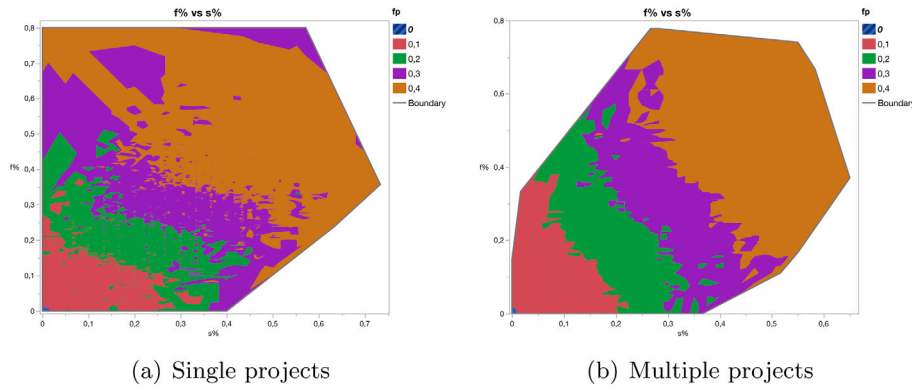 f% vs s%
fp
0
0,1
0,2
0,3
0,4
Boundary
0,8
0,7
0,6
0,5
f%
0,4
0,3
0,2
0,1
0
0 0,1 0,2 0,3 0,4 0,5 0,6 0,7
s%
(a) Single projects
f% vs s%
fp
0
0,1
0,2
0,3
0,4
Boundary
0,8
0,6
f%
0,4
0,2
0
0 0,1 0,2 0,3 0,4 0,5 0,6
s%
(b) Multiple projects